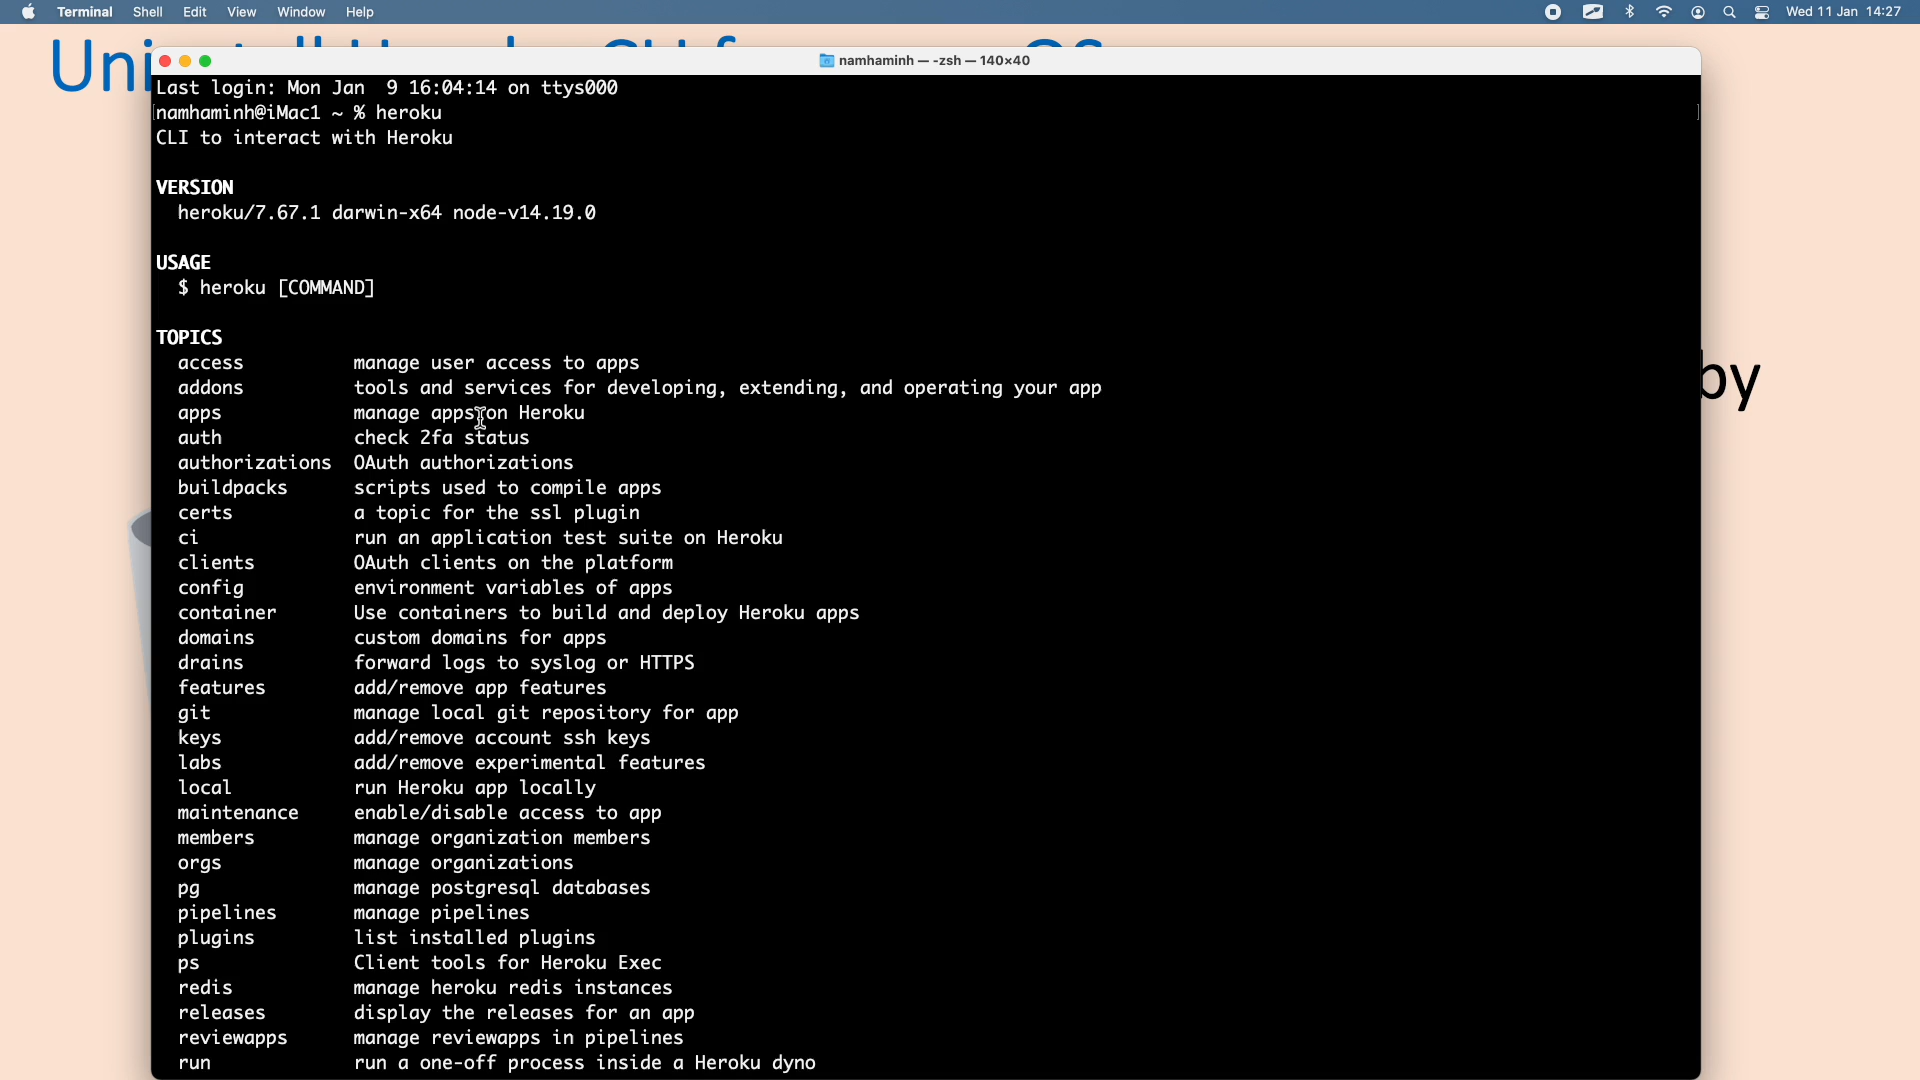 Terminal Shell Edit View Window Help
Wed 11 Jan 14:27
Uni
namhaminh — -zsh — 140×40
Last login: Mon Jan  9 16:04:14 on ttys000
namhaminh@iMac1 ~ % heroku
CLI to interact with Heroku
VERSION
heroku/7.67.1 darwin-x64 node-v14.19.0
USAGE
$ heroku [COMMAND]
TOPICS
access manage user access to apps
addons tools and services for developing, extending, and operating your app
apps manage apps on Heroku
auth check 2fa status
authorizations OAuth authorizations
buildpacks scripts used to compile apps
certs a topic for the ssl plugin
ci run an application test suite on Heroku
clients OAuth clients on the platform
config environment variables of apps
container Use containers to build and deploy Heroku apps
domains custom domains for apps
drains forward logs to syslog or HTTPS
features add/remove app features
git manage local git repository for app
keys add/remove account ssh keys
labs add/remove experimental features
local run Heroku app locally
maintenance enable/disable access to app
members manage organization members
orgs manage organizations
pg manage postgresql databases
pipelines manage pipelines
plugins list installed plugins
ps Client tools for Heroku Exec
redis manage heroku redis instances
releases display the releases for an app
reviewapps manage reviewapps in pipelines
run run a one-off process inside a Heroku dyno
by